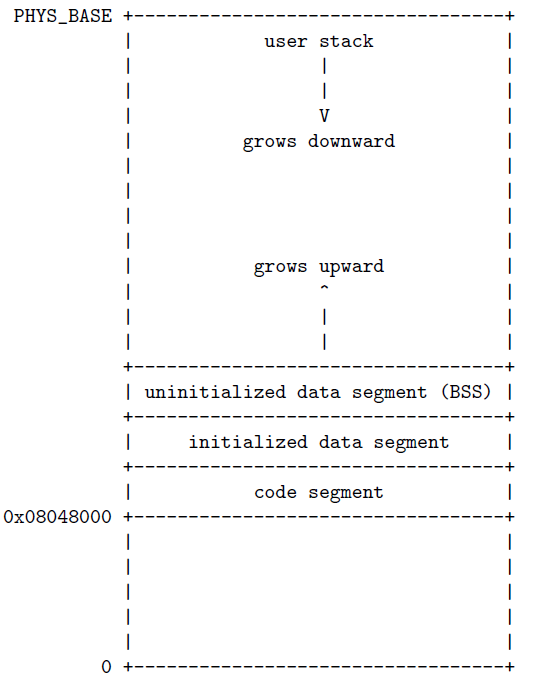 PHYS_BASE +----------------------------------+
          |            user stack            |
          |                 |                |
          |                 |                |
          |                 V                |
          |          grows downward          |
          |                                  |
          |                                  |
          |                                  |
          |                                  |
          |           grows upward           |
          |                 ^                |
          |                 |                |
          |                 |                |
          +----------------------------------+
          | uninitialized data segment (BSS) |
          +----------------------------------+
          |     initialized data segment     |
          +----------------------------------+
          |           code segment           |
0x08048000 +----------------------------------+
          |                                  |
          |                                  |
          |                                  |
          |                                  |
          |                                  |
        0 +----------------------------------+